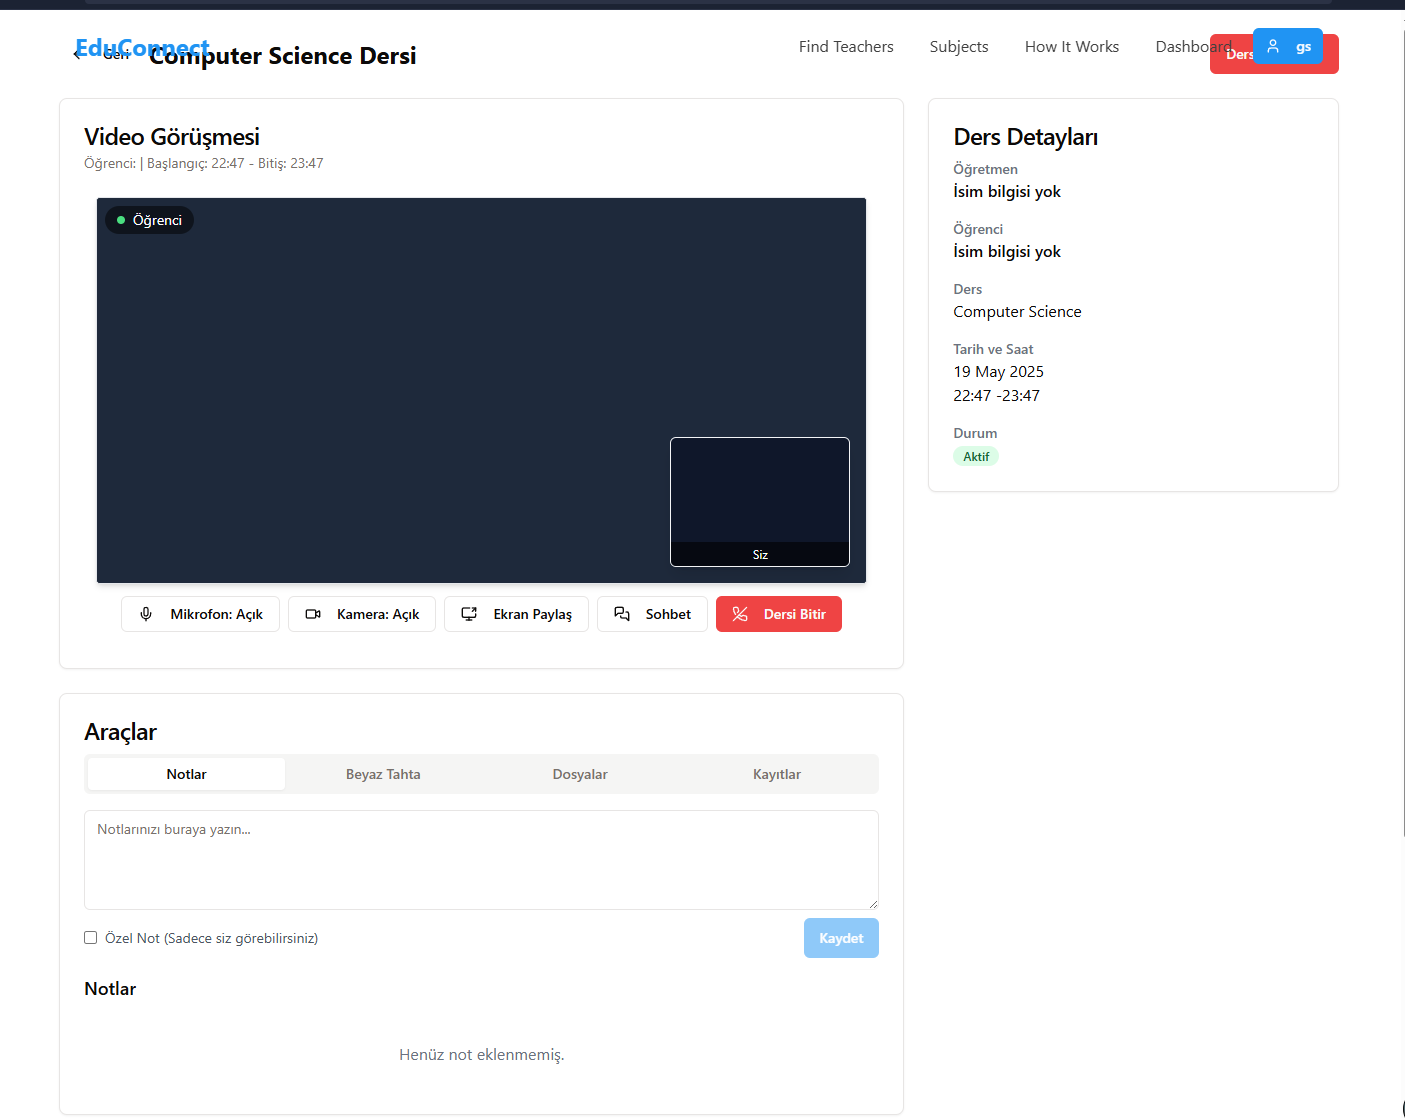 EduConnect
Geri
Computer Science Dersi
Find Teachers
Subjects
How It Works
Dashboard
Ders
gs
Video Görüşmesi
Öğrenci: | Başlangıç: 22:47 - Bitiş: 23:47
Öğrenci
Siz
Mikrofon: Açık
Kamera: Açık
Ekran Paylaş
Sohbet
Dersi Bitir
Ders Detayları
Öğretmen
İsim bilgisi yok
Öğrenci
İsim bilgisi yok
Ders
Computer Science
Tarih ve Saat
19 May 2025
22:47 -23:47
Durum
Aktif
Araçlar
Notlar
Beyaz Tahta
Dosyalar
Kayıtlar
Notlarınızı buraya yazın...
Özel Not (Sadece siz görebilirsiniz)
Kaydet
Notlar
Henüz not eklenmemiş.